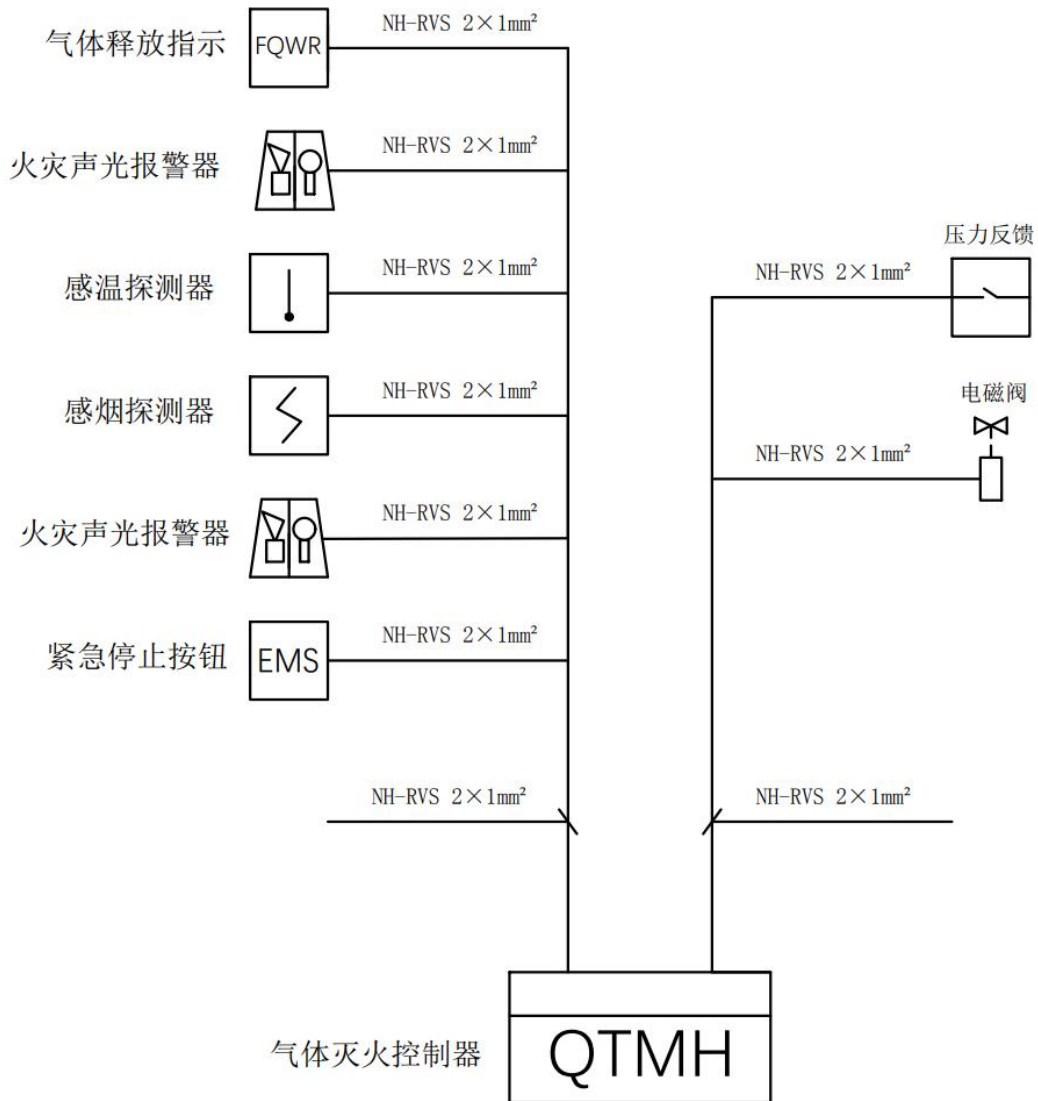 气体释放指示
FQWR
NH-RVS 2×1mm²
火灾声光报警器
NH-RVS 2×1mm²
感温探测器
NH-RVS 2×1mm²
感烟探测器
NH-RVS 2×1mm²
火灾声光报警器
NH-RVS 2×1mm²
紧急停止按钮
EMS
NH-RVS 2×1mm²
NH-RVS 2×1mm²
压力反馈
NH-RVS 2×1mm²
电磁阀
NH-RVS 2×1mm²
NH-RVS 2×1mm²
气体灭火控制器
QTMH